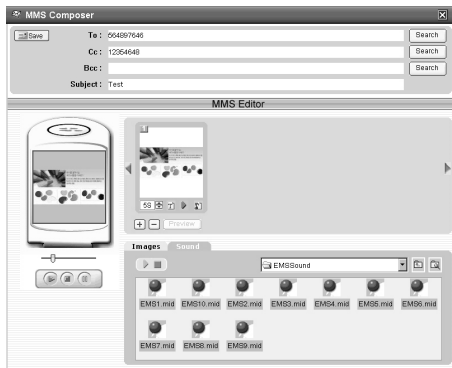 MMS Composer
Save
To : 564897646
Search
Cc : 12354648
Search
Bcc :
Search
Subject : Test
MMS Editor
1
5S
Preview
Images Sound
EMSSound
EMS1.mid EMS10.mid EMS2.mid EMS3.mid EMS4.mid EMS5.mid EMS6.mid
EMS7.mid EMS8.mid EMS9.mid